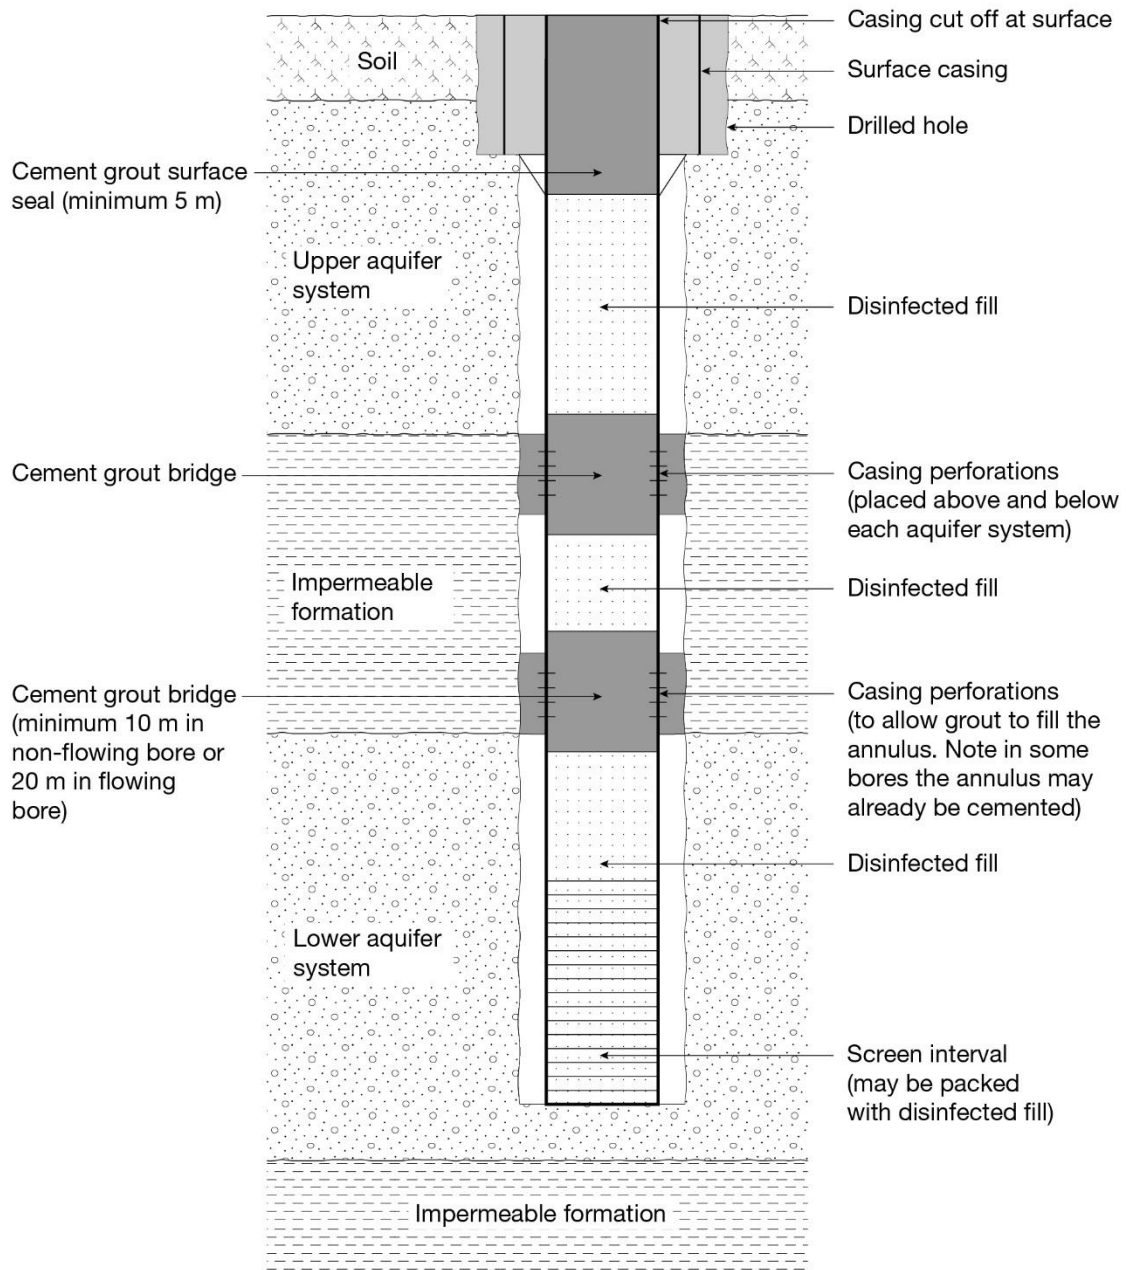 Casing cut off at surface
Soil
Surface casing
Drilled hole
Cement grout surface
seal (minimum 5 m)
Upper aquifer
system
Disinfected fill
Cement grout bridge
Casing perforations
(placed above and below
each aquifer system)
Impermeable
formation
Disinfected fill
Cement grout bridge
(minimum 10 m in
non-flowing bore or
20 m in flowing
bore)
Casing perforations
(to allow grout to fill the
annulus. Note in some
bores the annulus may
already be cemented)
Disinfected fill
Lower aquifer
system
Screen interval
(may be packed
with disinfected fill)
Impermeable formation